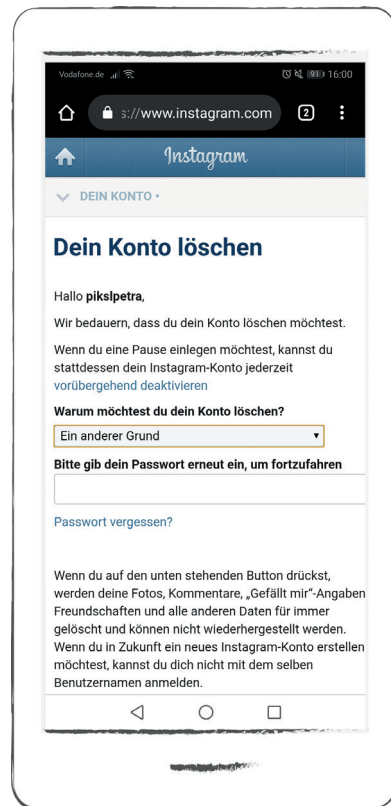 Vodafone.de 91 16:00
s://www.instagram.com 2
Instagram
DEIN KONTO •
Dein Konto löschen
Hallo pikslpetra,
Wir bedauern, dass du dein Konto löschen möchtest.
Wenn du eine Pause einlegen möchtest, kannst du
stattdessen dein Instagram-Konto jederzeit
vorübergehend deaktivieren
Warum möchtest du dein Konto löschen?
Ein anderer Grund
Bitte gib dein Passwort erneut ein, um fortzufahren
Passwort vergessen?
Wenn du auf den unten stehenden Button drückst,
werden deine Fotos, Kommentare, „Gefällt mir“-Angaben
Freundschaften und alle anderen Daten für immer
gelöscht und können nicht wiederhergestellt werden.
Wenn du in Zukunft ein neues Instagram-Konto erstellen
möchtest, kannst du dich nicht mit dem selben
Benutzernamen anmelden.